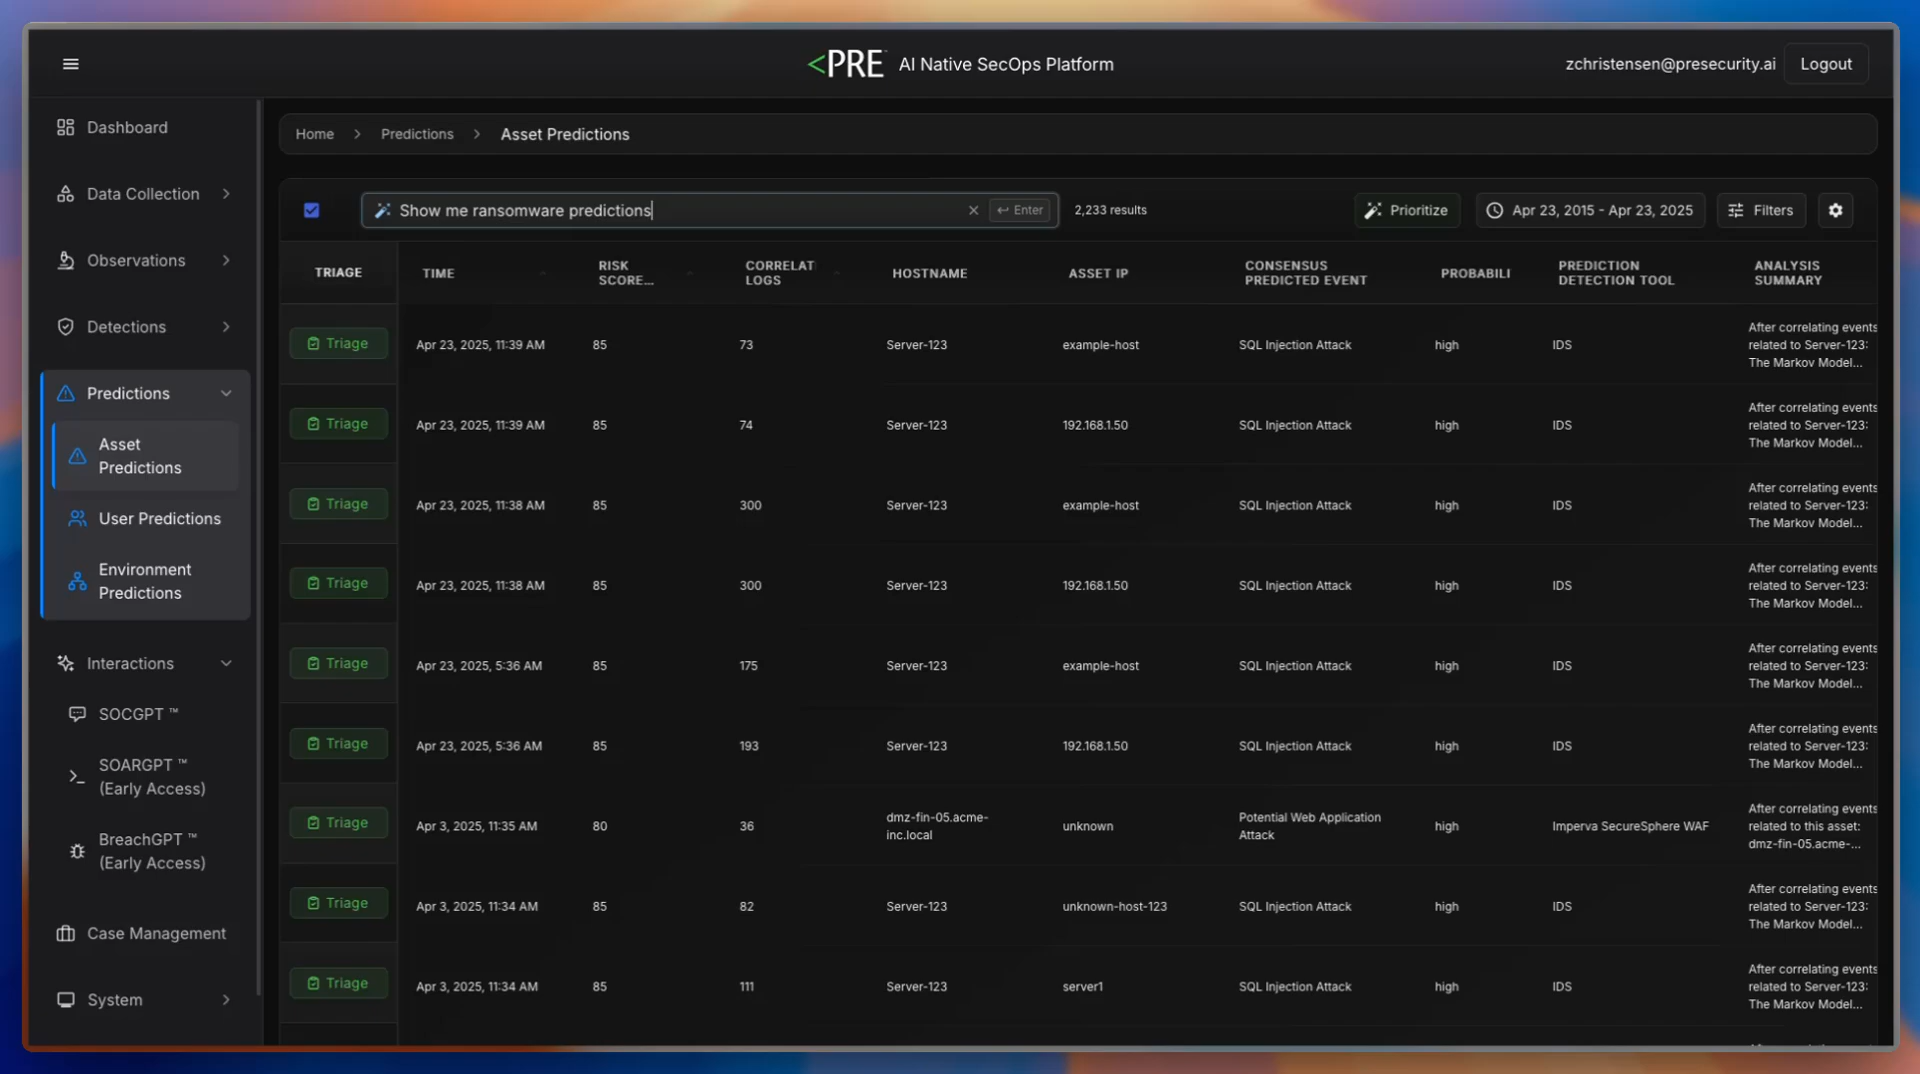 <PRE AI Native SecOps Platform
zchristensen@presecurity.ai
Logout
Dashboard
Data Collection
Observations
Detections
Predictions
Asset
Predictions
User Predictions
Environment
Predictions
Interactions
SOCGPT ™
SOARGPT ™
(Early Access)
BreachGPT ™
(Early Access)
Case Management
System
Home > Predictions > Asset Predictions
Show me ransomware predictions
Enter
2,233 results
Prioritize
Apr 23, 2015 - Apr 23, 2025
Filters
TRIAGE
TIME
RISK
SCORE...
CORRELAT
LOGS
HOSTNAME
ASSET IP
CONSENSUS
PREDICTED EVENT
PROBABILI
PREDICTION
DETECTION TOOL
ANALYSIS
SUMMARY
Triage
Apr 23, 2025, 11:39 AM
85
73
Server-123
example-host
SQL Injection Attack
high
IDS
After correlating events
related to Server-123:
The Markov Model...
Triage
Apr 23, 2025, 11:39 AM
85
74
Server-123
192.168.1.50
SQL Injection Attack
high
IDS
After correlating events
related to Server-123:
The Markov Model...
Triage
Apr 23, 2025, 11:38 AM
85
300
Server-123
example-host
SQL Injection Attack
high
IDS
After correlating events
related to Server-123:
The Markov Model...
Triage
Apr 23, 2025, 11:38 AM
85
300
Server-123
192.168.1.50
SQL Injection Attack
high
IDS
After correlating events
related to Server-123:
The Markov Model...
Triage
Apr 23, 2025, 5:36 AM
85
175
Server-123
example-host
SQL Injection Attack
high
IDS
After correlating events
related to Server-123:
The Markov Model...
Triage
Apr 23, 2025, 5:36 AM
85
193
Server-123
192.168.1.50
SQL Injection Attack
high
IDS
After correlating events
related to Server-123:
The Markov Model...
Triage
Apr 3, 2025, 11:35 AM
80
36
dmz-fin-05.acme-
inc.local
unknown
Potential Web Application
Attack
high
Imperva SecureSphere WAF
After correlating events
related to this asset:
dmz-fin-05.acme-...
Triage
Apr 3, 2025, 11:34 AM
85
82
Server-123
unknown-host-123
SQL Injection Attack
high
IDS
After correlating events
related to Server-123:
The Markov Model...
Triage
Apr 3, 2025, 11:34 AM
85
111
Server-123
server1
SQL Injection Attack
high
IDS
After correlating events
related to Server-123:
The Markov Model...